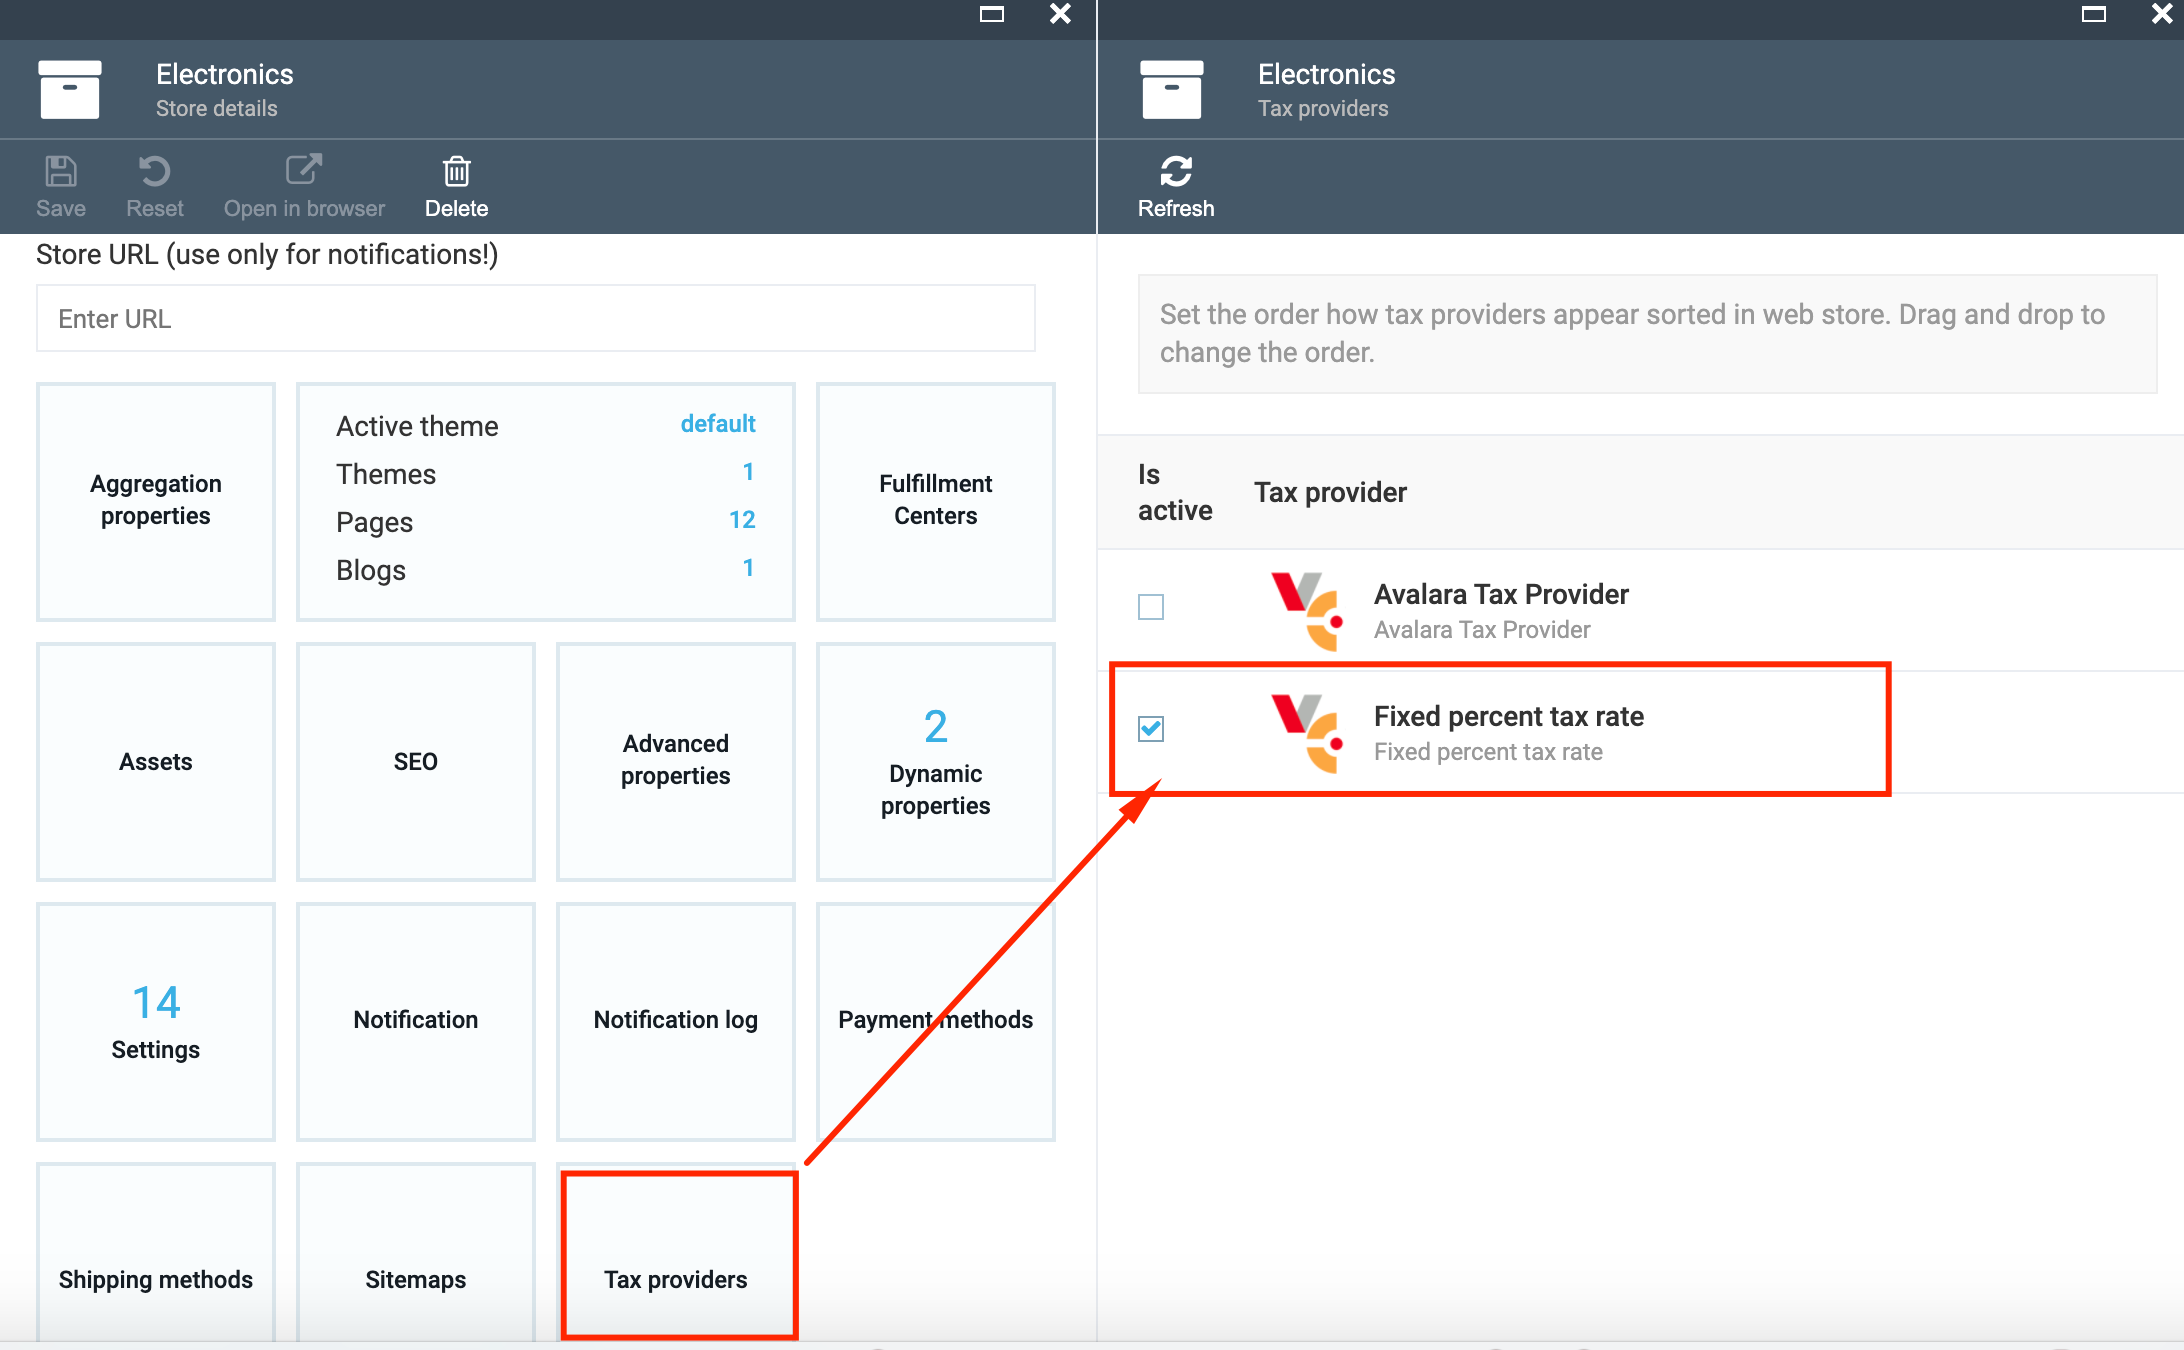 Electronics
Store details
Save
Reset
Open in browser
Delete
Store URL (use only for notifications!)
Enter URL
Aggregation
properties
Active theme default
Themes 1
Pages 12
Blogs 1
Fulfillment
Centers
Assets
SEO
Advanced
properties
2
Dynamic
properties
14
Settings
Notification
Notification log
Payment methods
Shipping methods
Sitemaps
Tax providers
Electronics
Tax providers
Refresh
Set the order how tax providers appear sorted in web store. Drag and drop to
change the order.
Is
active
Tax provider
Avalara Tax Provider
Avalara Tax Provider
Fixed percent tax rate
Fixed percent tax rate